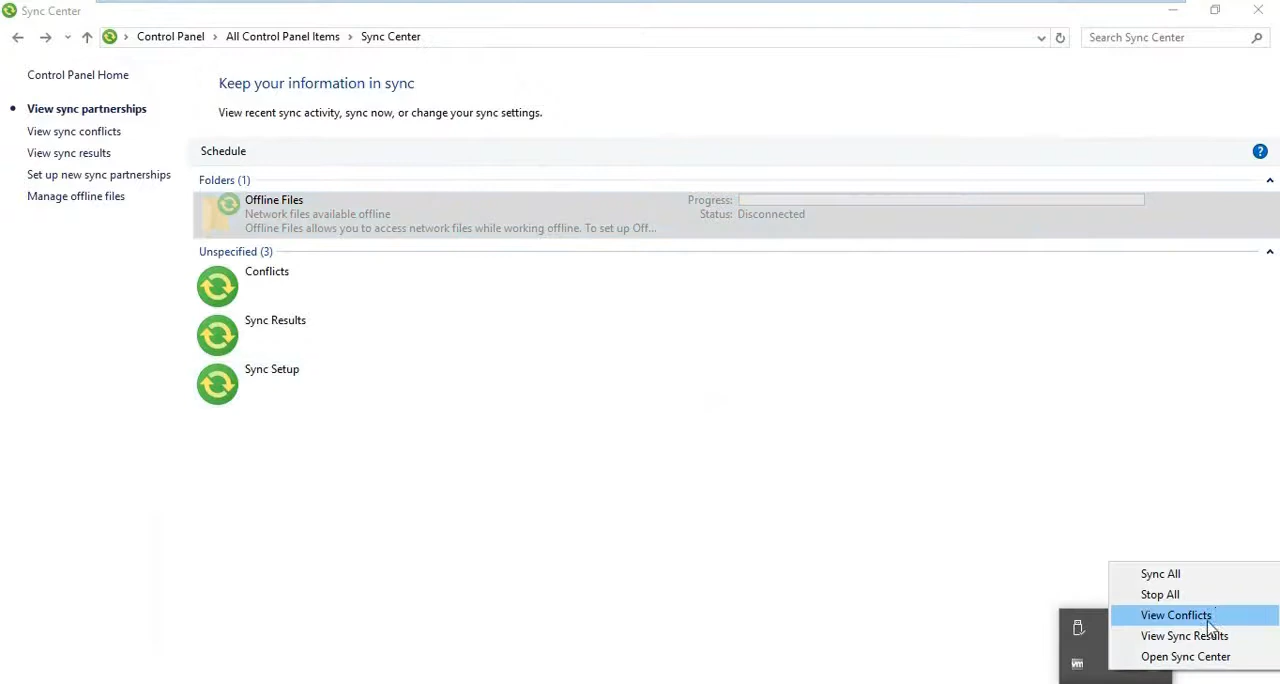 Sync Center
Control Panel > All Control Panel Items > Sync Center
Search Sync Center
Control Panel Home
View sync partnerships
View sync conflicts
View sync results
Set up new sync partnerships
Manage offline files
Keep your information in sync
View recent sync activity, sync now, or change your sync settings.
Schedule
?
Folders (1)
Offline Files
Network files available offline
Offline Files allows you to access network files while working offline. To set up Off...
Progress:
Status: Disconnected
Unspecified (3)
Conflicts
Sync Results
Sync Setup
Sync All
Stop All
View Conflicts
View Sync Results
Open Sync Center
vm